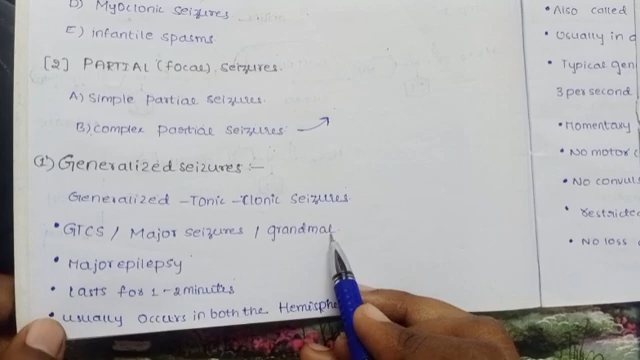 D) Myoclonic seizures
E) infantile spasms
[2] PARTIAL (focal) seizures.
A) simple partial seizures.
B) complex partial seizures
(1) Generalized seizures :-
Generalized - Tonic - Clonic seizures.
• GTCS / Major seizures / grandmal
• Major epilepsy
• Lasts for 1-2 minutes
• usually occurs in both the Hemisphe
• Also called
• Usually in
• Typical gen
3 per second
• Momentary
• No motor
• No convuls
• Restricted
• No loss